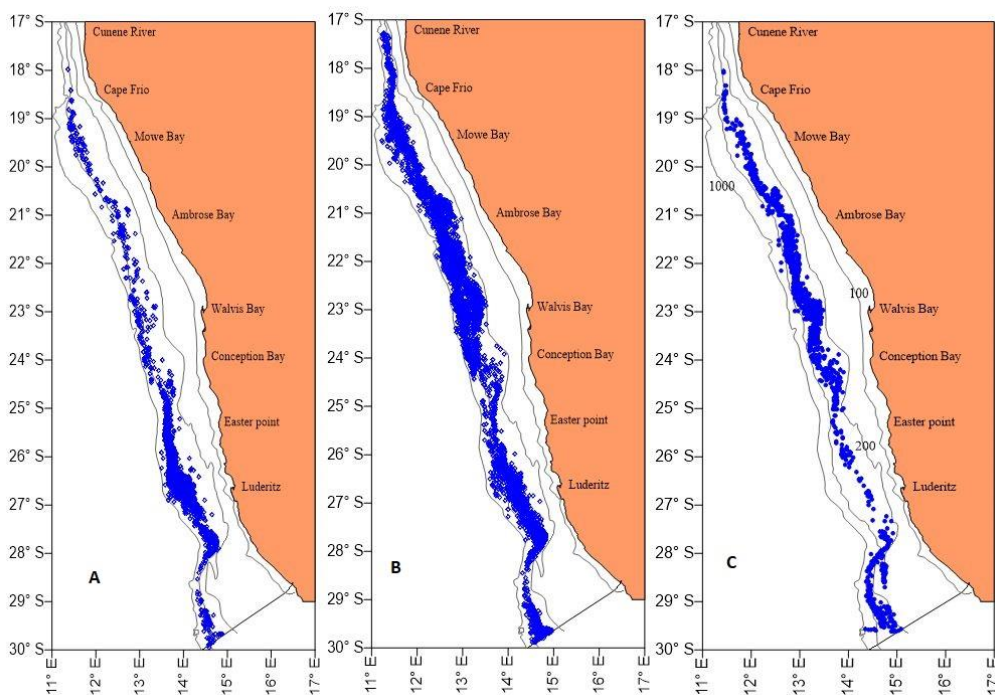 17° S
18° S
19° S
20° S
21° S
22° S
23° S
24° S
25° S
26° S
27° S
28° S
29° S
30° S
Cunene River
Cape Frio
Mowe Bay
Ambrose Bay
Walvis Bay
Conception Bay
Easter point
Luderitz
A
11° E
12° E
13° E
14° E
15° E
16° E
17° E
17° S
18° S
19° S
20° S
21° S
22° S
23° S
24° S
25° S
26° S
27° S
28° S
29° S
30° S
Cunene River
Cape Frio
Mowe Bay
Ambrose Bay
Walvis Bay
Conception Bay
Easter point
Luderitz
B
11° E
12° E
13° E
14° E
15° E
16° E
17° E
17° S
18° S
19° S
20° S
21° S
22° S
23° S
24° S
25° S
26° S
27° S
28° S
29° S
30° S
Cunene River
Cape Frio
Mowe Bay
1000
Ambrose Bay
100
Walvis Bay
Conception Bay
Easter point
200
Luderitz
C
11° E
12° E
13° E
14° E
15° E
16° E
17° E